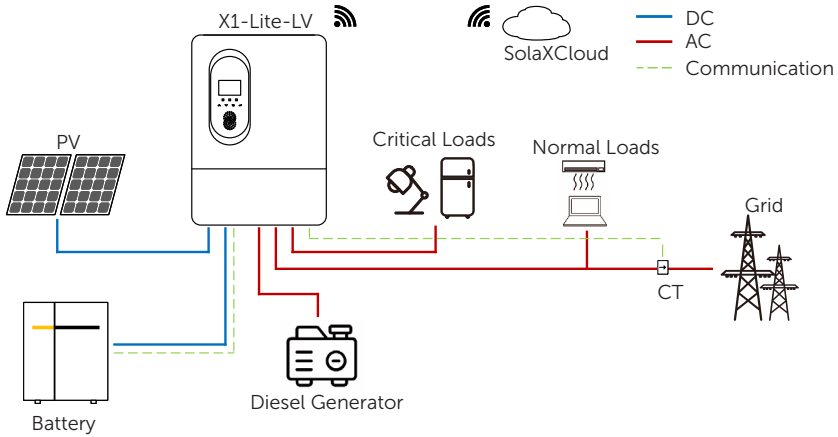 X1-Lite-LV
SolaXCloud
DC
AC
Communication
PV
Critical Loads
Normal Loads
Grid
CT
Diesel Generator
Battery